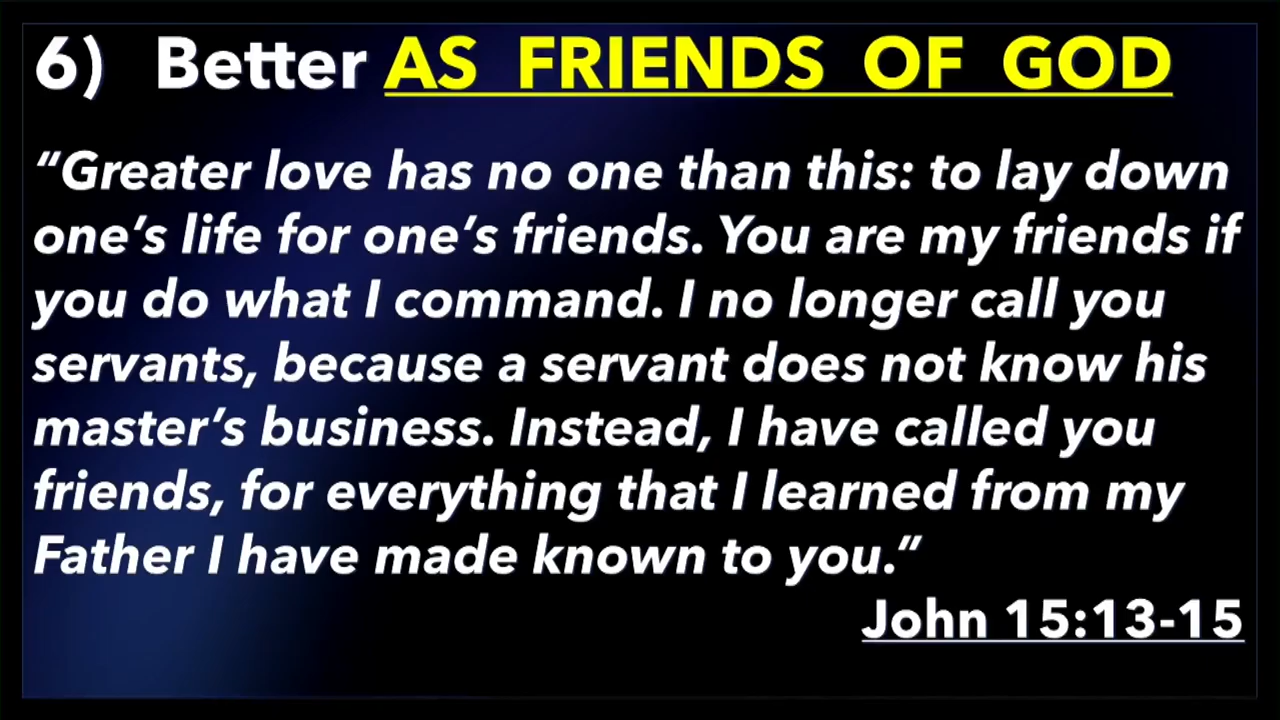 6) Better AS FRIENDS OF GOD
“Greater love has no one than this: to lay down
one’s life for one’s friends. You are my friends if
you do what I command. I no longer call you
servants, because a servant does not know his
master’s business. Instead, I have called you
friends, for everything that I learned from my
Father I have made known to you.”
John 15:13-15